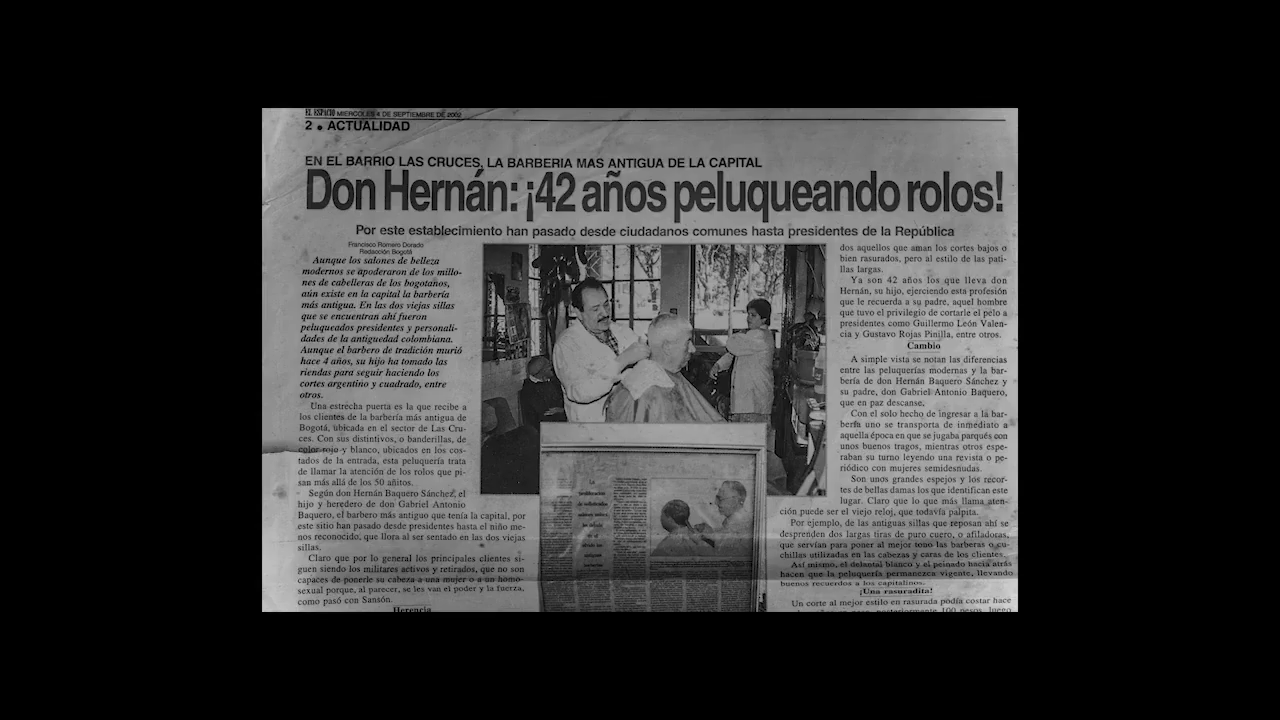 EL ESPACIO MIERCOLES 4 DE SEPTIEMBRE DE 2002
2 • ACTUALIDAD
EN EL BARRIO LAS CRUCES, LA BARBERIA MAS ANTIGUA DE LA CAPITAL
Don Hernán: ¡42 años peluqueando rolos!
Por este establecimiento han pasado desde ciudadanos comunes hasta presidentes de la República
Francisco Romero Dorado
Redacción Bogotá
Aunque los salones de belleza
modernos se apoderaron de los millo-
nes de cabelleras de los bogotanos,
aún existe en la capital la barbería
más antigua. En las dos viejas sillas
que se encuentran ahí fueron
peluqueados presidentes y personali-
dades de la antiguedad colombiana.
Aunque el barbero de tradición murió
hace 4 años, su hijo ha tomado las
riendas para seguir haciendo los
cortes argentino y cuadrado, entre
otros.
Una estrecha puerta es la que recibe a
los clientes de la barbería más antigua de
Bogotá, ubicada en el sector de Las Cru-
ces. Con sus distintivos, o banderillas, de
color rojo y blanco, ubicados en los cos-
tados de la entrada, esta peluquería trata
de llamar la atención de los rolos que pi-
san más allá de los 50 añitos.
Según don Hernán Baquero Sánchez, el
hijo y heredero de don Gabriel Antonio
Baquero, el barbero más antiguo que tenía la capital, por
este sitio han pasado desde presidentes hasta el niño me-
nos reconocido, que llora al ser sentado en las dos viejas
sillas.
Claro que por lo general los principales clientes si-
guen siendo los militares activos y retirados, que no son
capaces de ponerle su cabeza a una mujer o a un homo-
sexual porque, al parecer, se les van el poder y la fuerza,
como pasó con Sansón.
Herencia
dos aquellos que aman los cortes bajos o
bien rasurados, pero al estilo de las pati-
llas largas.
Ya son 42 años los que lleva don
Hernán, su hijo, ejerciendo esta profesión
que le recuerda a su padre, aquel hombre
que tuvo el privilegio de cortarle el pelo a
presidentes como Guillermo León Valen-
cia y Gustavo Rojas Pinilla, entre otros.
Cambio
A simple vista se notan las diferencias
entre las peluquerías modernas y la bar-
bería de don Hernán Baquero Sánchez y
su padre, don Gabriel Antonio Baquero,
que en paz descanse.
Con el solo hecho de ingresar a la bar-
bería uno se transporta de inmediato a
aquella época en que se jugaba parqués con
unos buenos tragos, mientras otros espe-
raban su turno leyendo una revista o pe-
riódico con mujeres semidesnudas.
Son unos grandes espejos y los recor-
tes de bellas damas los que identifican este
lugar. Claro que lo que más llama aten-
ción puede ser el viejo reloj, que todavía palpita.
Por ejemplo, de las antiguas sillas que reposan ahí se
desprenden dos largas tiras de puro cuero, o afiladoras,
que servían para poner al mejor tono las barberas o cu-
chillas utilizadas en las cabezas y caras de los clientes.
Así mismo, el delantal blanco y el peinado hacia atrás
hacen que la peluquería permanezca vigente, llevando
buenos recuerdos a los capitalinos.
¡Una rasuradita!
Un corte al mejor estilo en rasurada podía costar hace